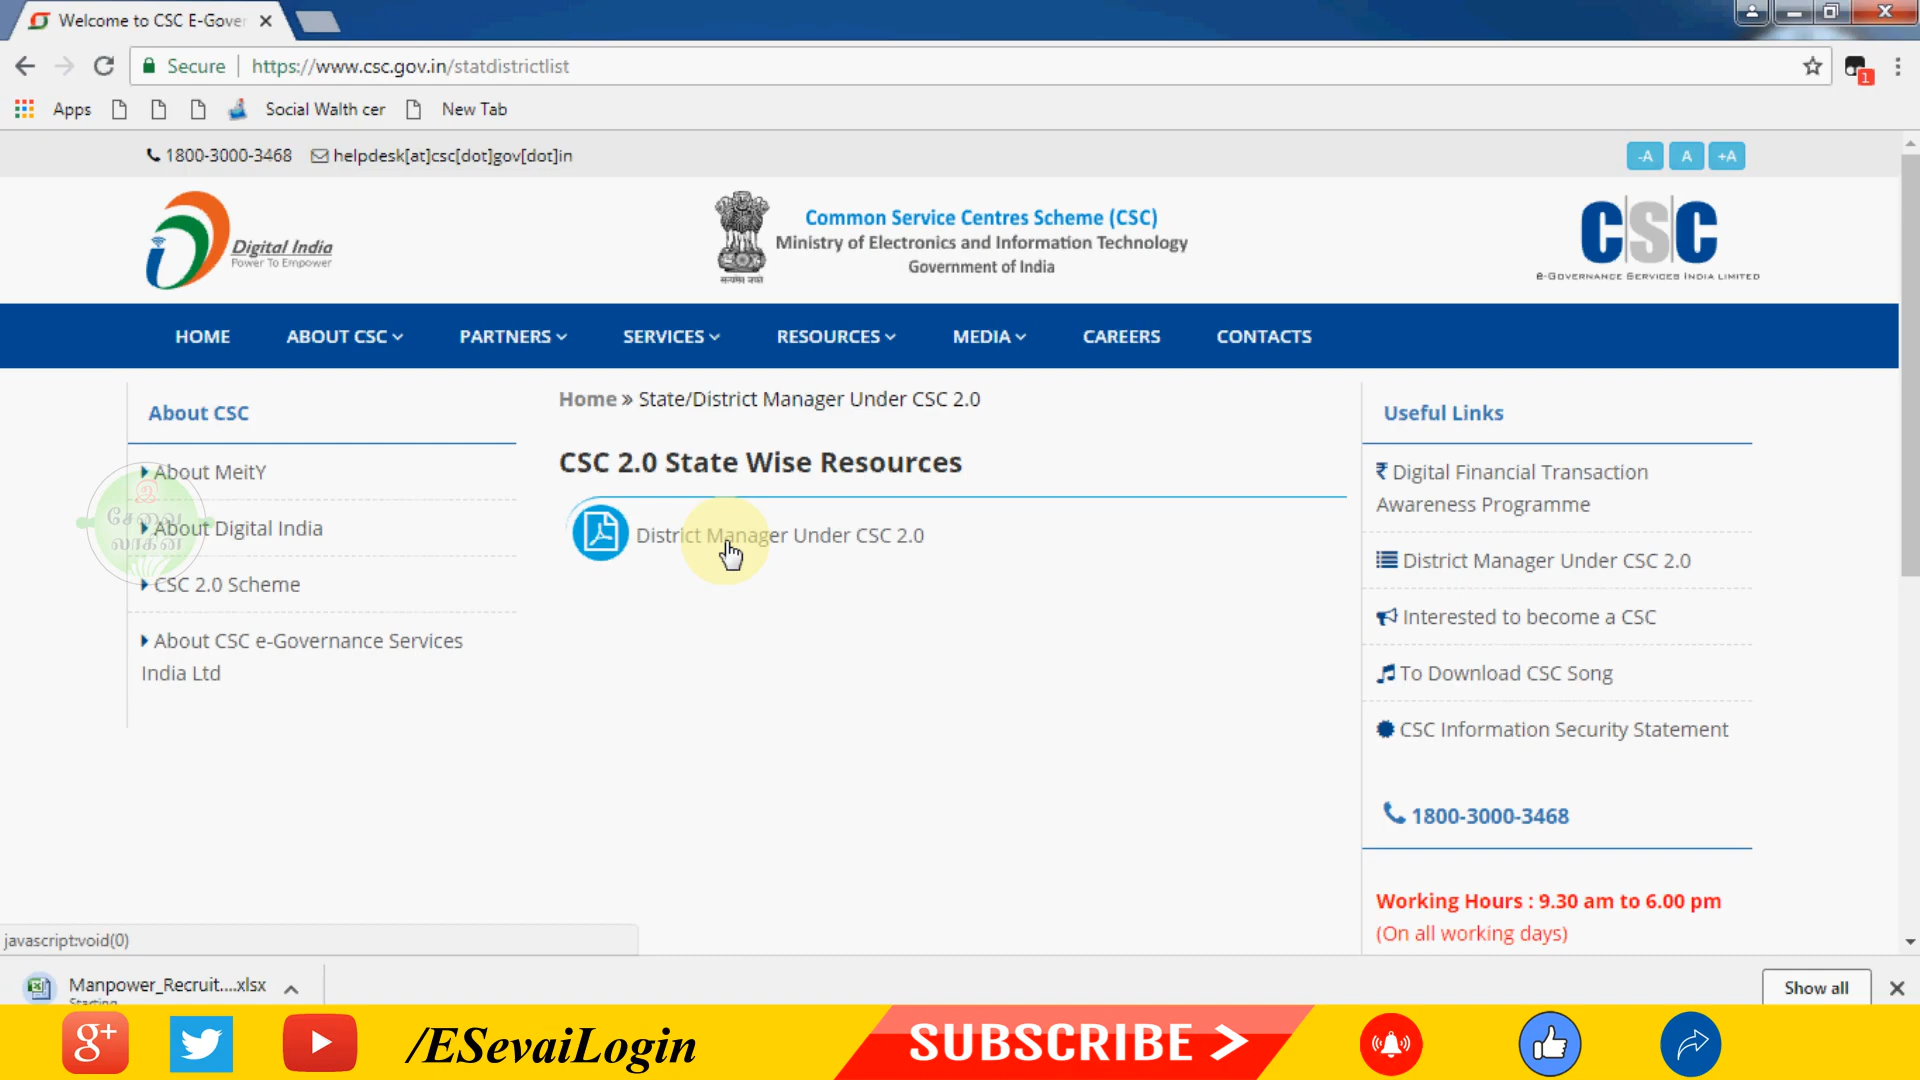 Welcome to CSC E-Gover
Secure | https://www.csc.gov.in/statdistrictlist
Apps Social Walth cer New Tab
1800-3000-3468 helpdesk[at]csc[dot]gov[dot]in
-A A +A
Digital India
Power To Empower
सत्यमेव जयते
Common Service Centres Scheme (CSC)
Ministry of Electronics and Information Technology
Government of India
CSC
e-Governance Services India Limited
HOME ABOUT CSC PARTNERS SERVICES RESOURCES MEDIA CAREERS CONTACTS
About CSC
About MeitY
About Digital India
CSC 2.0 Scheme
About CSC e-Governance Services
India Ltd
இ
சேவை
லாகின்
Home » State/District Manager Under CSC 2.0
CSC 2.0 State Wise Resources
District Manager Under CSC 2.0
Useful Links
₹ Digital Financial Transaction
Awareness Programme
District Manager Under CSC 2.0
Interested to become a CSC
To Download CSC Song
CSC Information Security Statement
1800-3000-3468
Working Hours : 9.30 am to 6.00 pm
(On all working days)
javascript:void(0)
Manpower_Recruit....xlsx
Starting
Show all
1
g+ /ESevaiLogin SUBSCRIBE